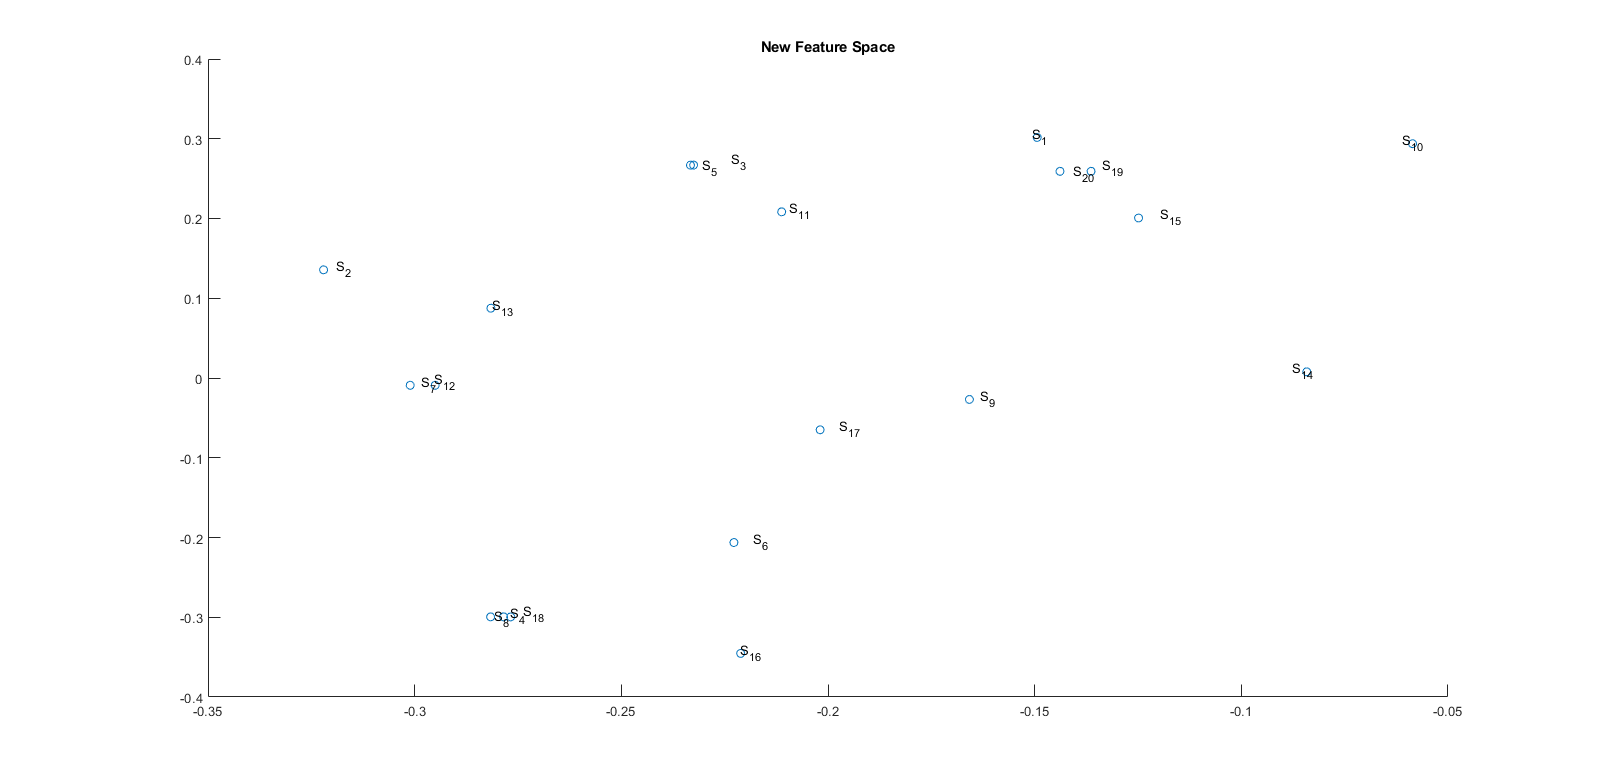 New Feature Space
0.4
0.3
0.2
0.1
0
-0.1
-0.2
-0.3
-0.4
-0.35
-0.3
-0.25
-0.2
-0.15
-0.1
-0.05
S1
S10
S5
S3
S20
S19
S11
S15
S2
S13
S7
S12
S14
S9
S17
S6
S8
S4
S18
S16